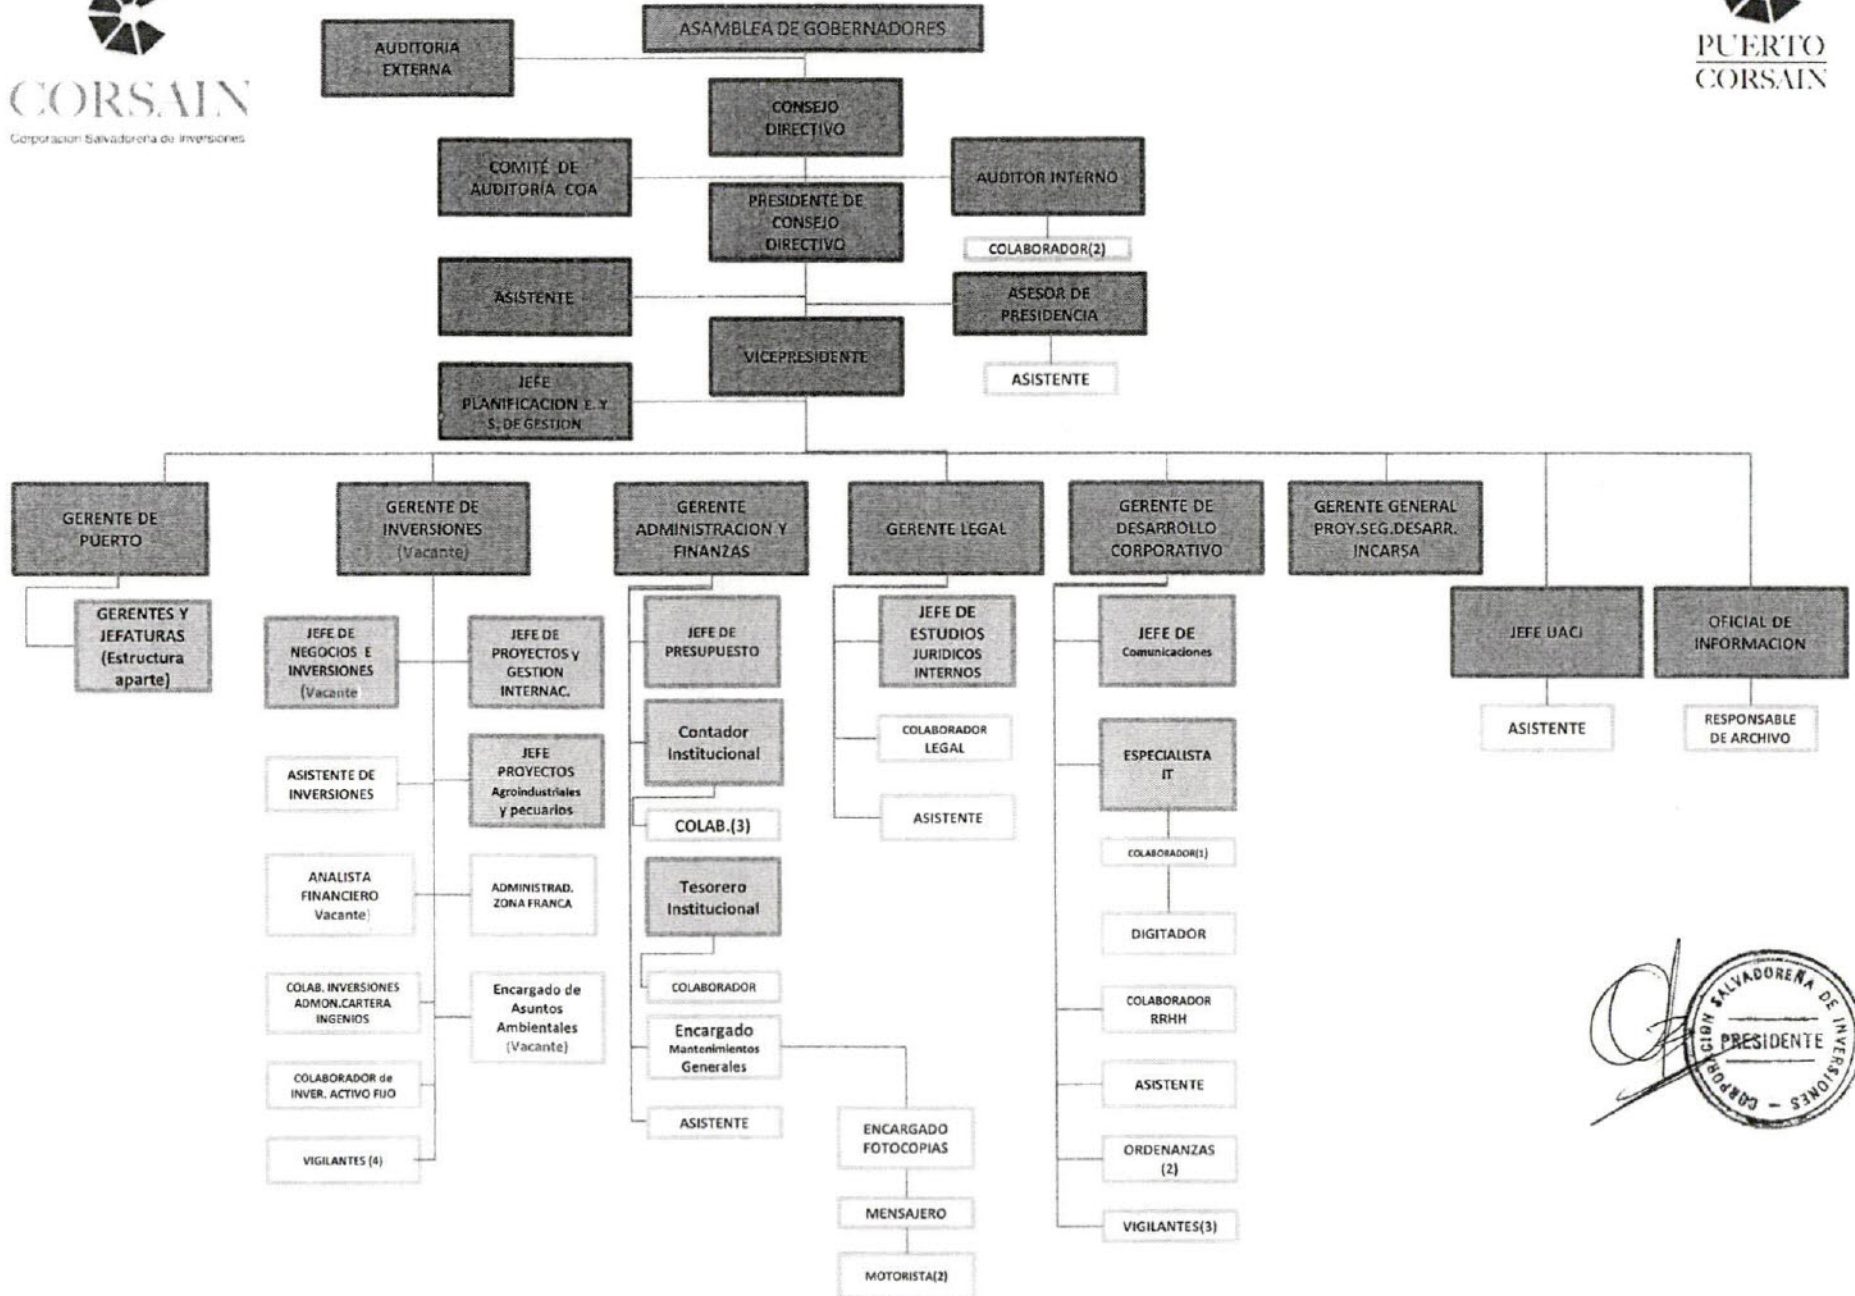 CORSAIN
Corporación Salvadoreña de Inversiones
PUERTO
CORSAIN
ASAMBLEA DE GOBERNADORES
AUDITORIA
EXTERNA
CONSEJO
DIRECTIVO
COMITÉ DE
AUDITORÍA COA
AUDITOR INTERNO
PRESIDENTE DE
CONSEJO
DIRECTIVO
COLABORADOR(2)
ASISTENTE
ASESOR DE
PRESIDENCIA
VICEPRESIDENTE
ASISTENTE
JEFE
PLANIFICACION E. Y
S. DE GESTION
GERENTE DE
PUERTO
GERENTES Y
JEFATURAS
(Estructura
aparte)
GERENTE DE
INVERSIONES
(Vacante)
JEFE DE
NEGOCIOS E
INVERSIONES
(Vacante
JEFE DE
PROYECTOS y
GESTION
INTERNAC.
ASISTENTE DE
INVERSIONES
JEFE
PROYECTOS
Agroindustriales
y pecuarios
ANALISTA
FINANCIERO
Vacante)
ADMINISTRAD.
ZONA FRANCA
COLAB. INVERSIONES
ADMON.CARTERA
INGENIOS
Encargado de
Asuntos
Ambientales
(Vacante)
COLABORADOR de
INVER. ACTIVO FIJO
VIGILANTES (4)
GERENTE
ADMINISTRACION Y
FINANZAS
JEFE DE
PRESUPUESTO
Contador
Institucional
COLAB.(3)
Tesorero
Institucional
COLABORADOR
Encargado
Mantenimientos
Generales
ASISTENTE
ENCARGADO
FOTOCOPIAS
MENSAJERO
MOTORISTA(2)
GERENTE LEGAL
JEFE DE
ESTUDIOS
JURIDICOS
INTERNOS
COLABORADOR
LEGAL
ASISTENTE
GERENTE DE
DESARROLLO
CORPORATIVO
JEFE DE
Comunicaciones
ESPECIALISTA
IT
COLABORADOR(1)
DIGITADOR
COLABORADOR
RRHH
ASISTENTE
ORDENANZAS
(2)
VIGILANTES(3)
GERENTE GENERAL
PROY.SEG.DESARR.
INCARSA
JEFE UACI
ASISTENTE
OFICIAL DE
INFORMACION
RESPONSABLE
DE ARCHIVO
CORPORACION SALVADOREÑA DE INVERSIONES -
PRESIDENTE